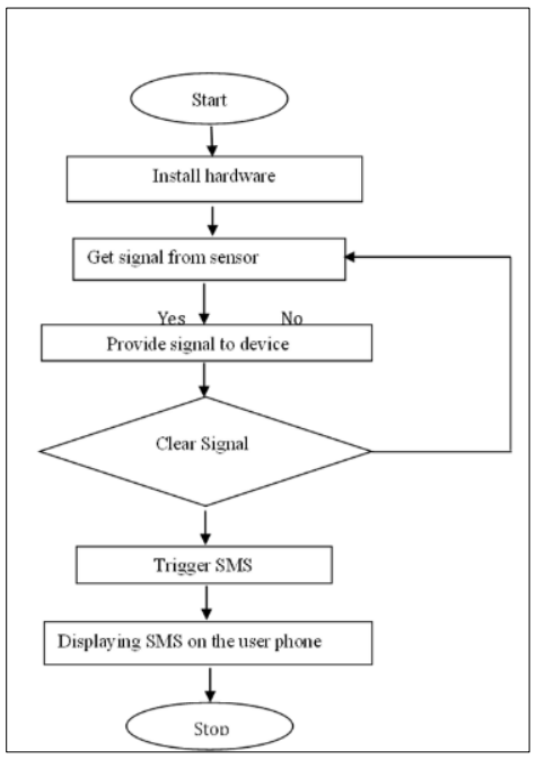 Start
Install hardware
Get signal from sensor
Yes No
Provide signal to device
Clear Signal
Trigger SMS
Displaying SMS on the user phone
Stop